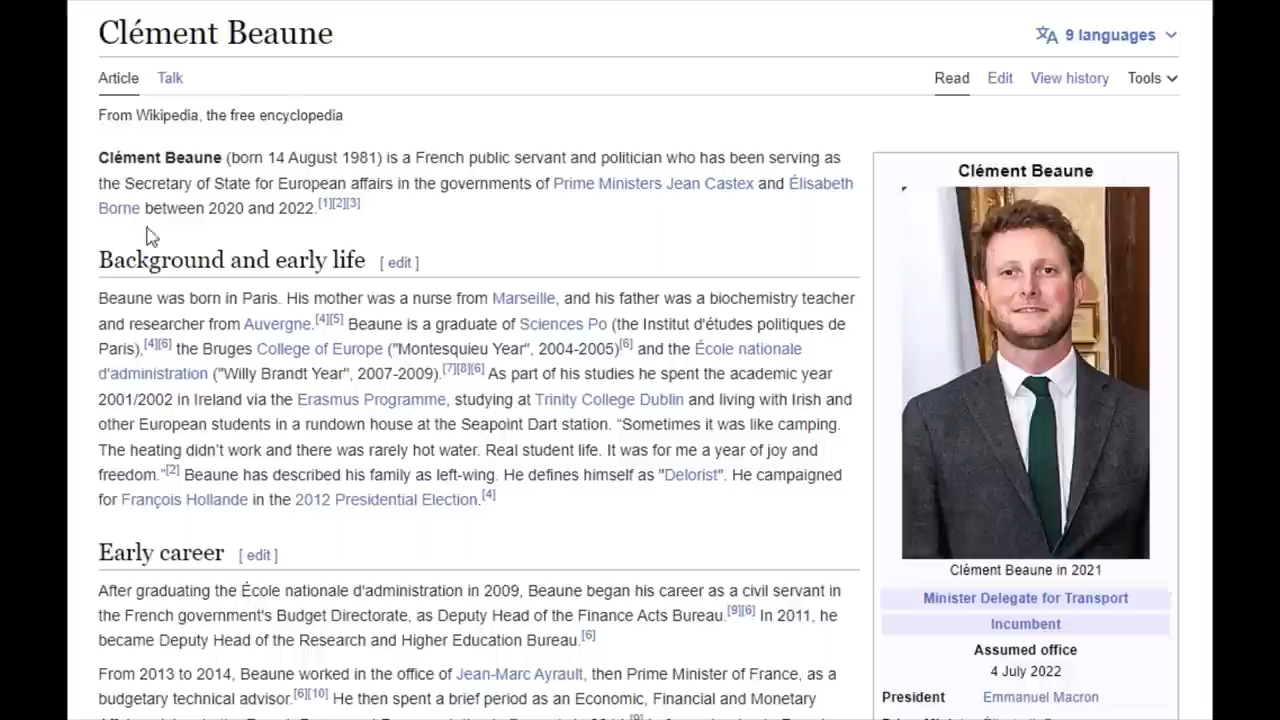 Clément Beaune
9 languages
Article Talk
Read Edit View history Tools
From Wikipedia, the free encyclopedia
Clément Beaune (born 14 August 1981) is a French public servant and politician who has been serving as
the Secretary of State for European affairs in the governments of Prime Ministers Jean Castex and Élisabeth
Borne between 2020 and 2022.[1][2][3]
Background and early life [ edit ]
Beaune was born in Paris. His mother was a nurse from Marseille, and his father was a biochemistry teacher
and researcher from Auvergne.[4][5] Beaune is a graduate of Sciences Po (the Institut d'études politiques de
Paris),[4][6] the Bruges College of Europe ("Montesquieu Year", 2004-2005)[6] and the École nationale
d'administration ("Willy Brandt Year", 2007-2009).[7][8][6] As part of his studies he spent the academic year
2001/2002 in Ireland via the Erasmus Programme, studying at Trinity College Dublin and living with Irish and
other European students in a rundown house at the Seapoint Dart station. “Sometimes it was like camping.
The heating didn’t work and there was rarely hot water. Real student life. It was for me a year of joy and
freedom.”[2] Beaune has described his family as left-wing. He defines himself as "Delorist". He campaigned
for François Hollande in the 2012 Presidential Election.[4]
Early career [ edit ]
After graduating the École nationale d'administration in 2009, Beaune began his career as a civil servant in
the French government's Budget Directorate, as Deputy Head of the Finance Acts Bureau.[9][6] In 2011, he
became Deputy Head of the Research and Higher Education Bureau.[6]
From 2013 to 2014, Beaune worked in the office of Jean-Marc Ayrault, then Prime Minister of France, as a
budgetary technical advisor.[6][10] He then spent a brief period as an Economic, Financial and Monetary
Clément Beaune
Clément Beaune in 2021
Minister Delegate for Transport
Incumbent
Assumed office
4 July 2022
President Emmanuel Macron